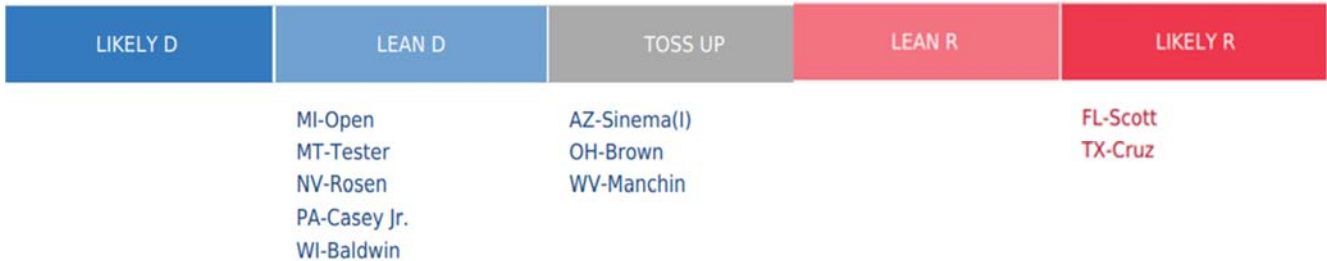 LIKELY D
LEAN D
TOSS UP
LEAN R
LIKELY R
MI-Open
MT-Tester
NV-Rosen
PA-Casey Jr.
WI-Baldwin
AZ-Sinema(I)
OH-Brown
WV-Manchin
FL-Scott
TX-Cruz